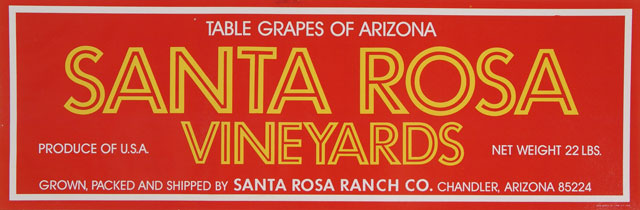 TABLE GRAPES OF ARIZONA
SANTA ROSA
VINEYARDS
PRODUCE OF U.S.A.
NET WEIGHT 22 LBS.
GROWN, PACKED AND SHIPPED BY SANTA ROSA RANCH CO. CHANDLER, ARIZONA 85224